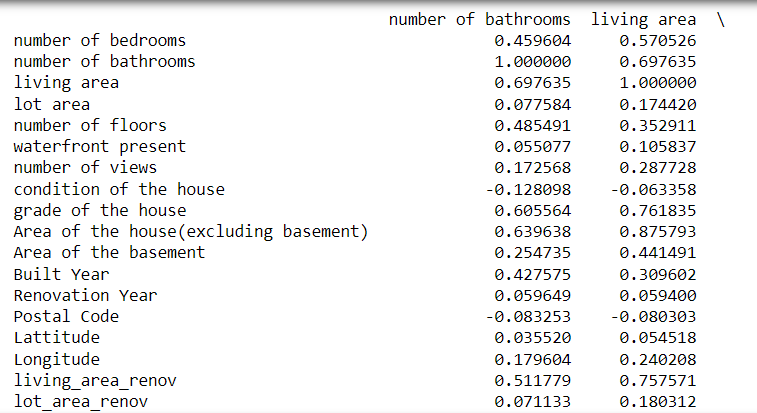 number of bathrooms living area \
number of bedrooms 0.459604 0.570526
number of bathrooms 1.000000 0.697635
living area 0.697635 1.000000
lot area 0.077584 0.174420
number of floors 0.485491 0.352911
waterfront present 0.055077 0.105837
number of views 0.172568 0.287728
condition of the house -0.128098 -0.063358
grade of the house 0.605564 0.761835
Area of the house(excluding basement) 0.639638 0.875793
Area of the basement 0.254735 0.441491
Built Year 0.427575 0.309602
Renovation Year 0.059649 0.059400
Postal Code -0.083253 -0.080303
Lattitude 0.035520 0.054518
Longitude 0.179604 0.240208
living_area_renov 0.511779 0.757571
lot_area_renov 0.071133 0.180312